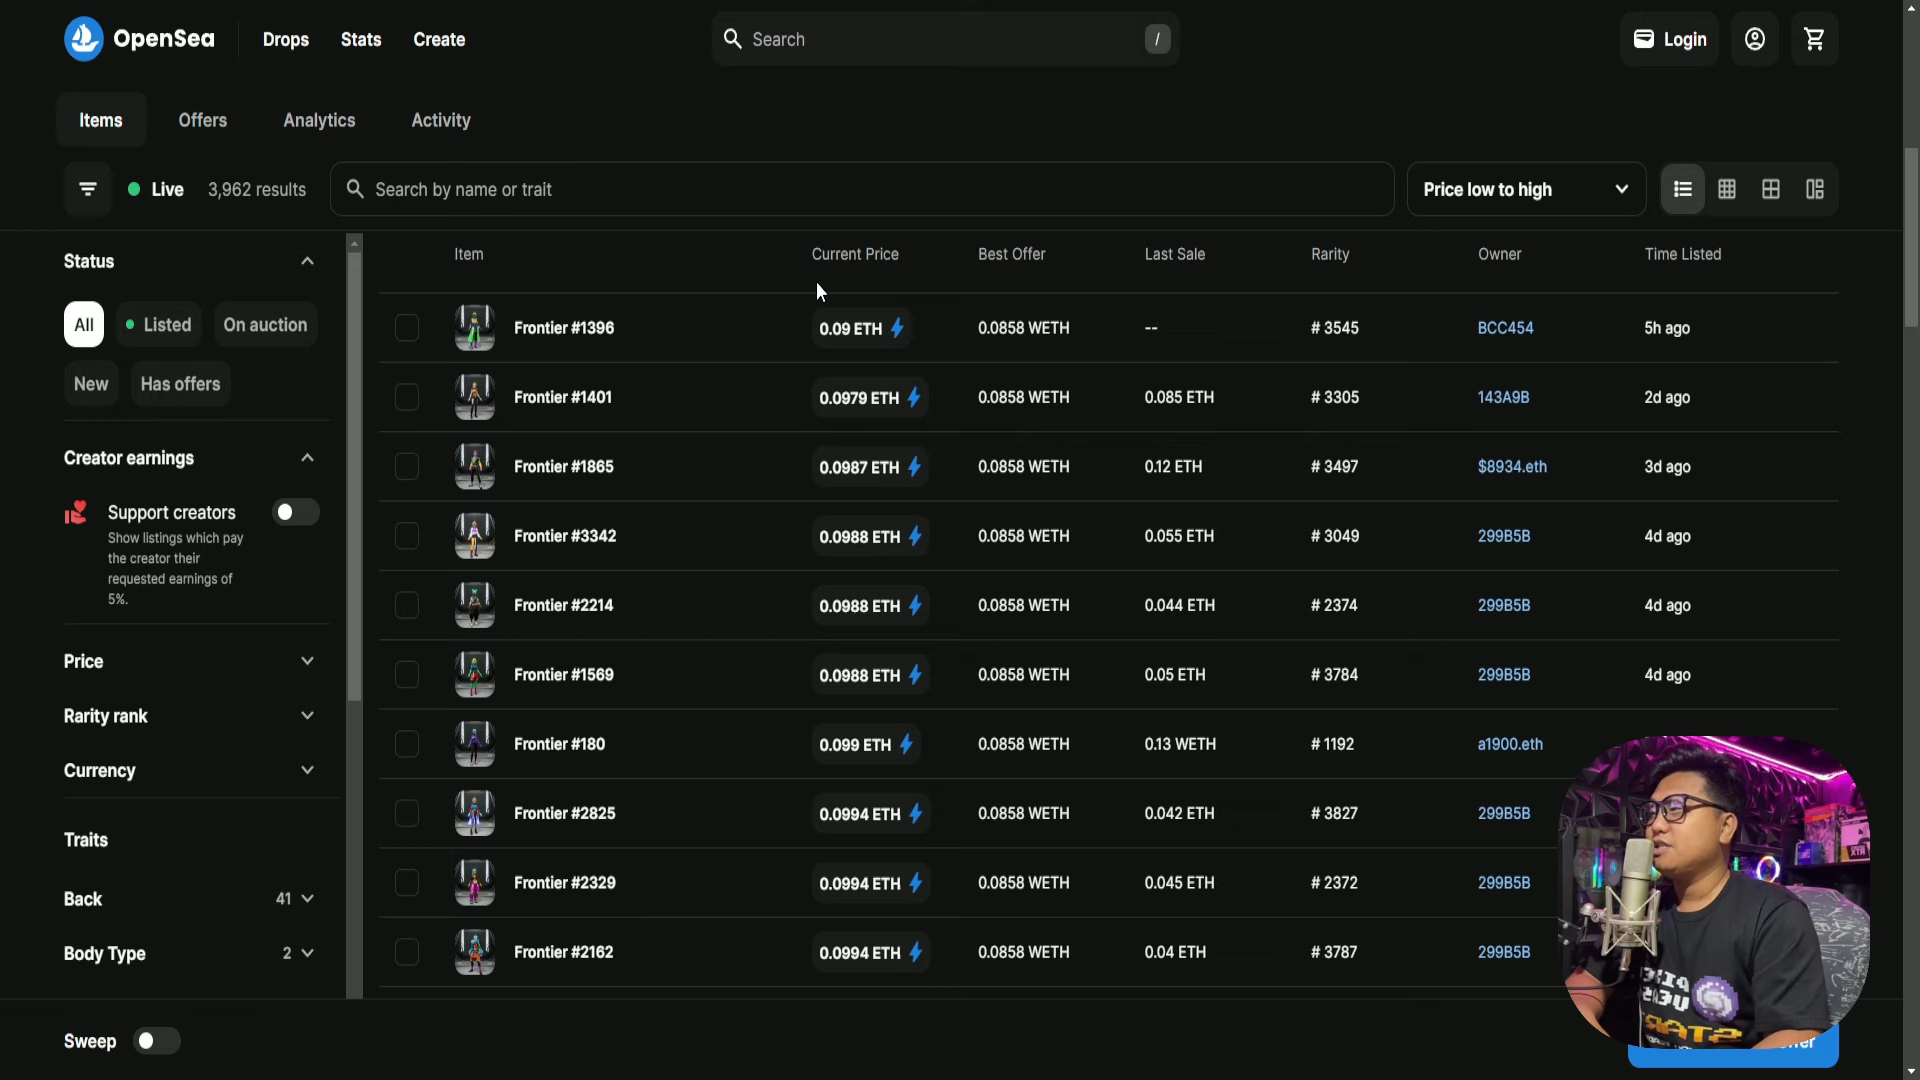 OpenSea Drops Stats Create Search / Login
Items Offers Analytics Activity
Live 3,962 results Search by name or trait Price low to high
Status
All Listed On auction
New Has offers
Creator earnings
Support creators
Show listings which pay
the creator their
requested earnings of
5%.
Price
Rarity rank
Currency
Traits
Back 41
Body Type 2
Item Current Price Best Offer Last Sale Rarity Owner Time Listed
Frontier #1396 0.09 ETH 0.0858 WETH -- # 3545 BCC454 5h ago
Frontier #1401 0.0979 ETH 0.0858 WETH 0.085 ETH # 3305 143A9B 2d ago
Frontier #1865 0.0987 ETH 0.0858 WETH 0.12 ETH # 3497 $8934.eth 3d ago
Frontier #3342 0.0988 ETH 0.0858 WETH 0.055 ETH # 3049 299B5B 4d ago
Frontier #2214 0.0988 ETH 0.0858 WETH 0.044 ETH # 2374 299B5B 4d ago
Frontier #1569 0.0988 ETH 0.0858 WETH 0.05 ETH # 3784 299B5B 4d ago
Frontier #180 0.099 ETH 0.0858 WETH 0.13 WETH # 1192 a1900.eth
Frontier #2825 0.0994 ETH 0.0858 WETH 0.042 ETH # 3827 299B5B
Frontier #2329 0.0994 ETH 0.0858 WETH 0.045 ETH # 2372 299B5B
Frontier #2162 0.0994 ETH 0.0858 WETH 0.04 ETH # 3787 299B5B
Sweep